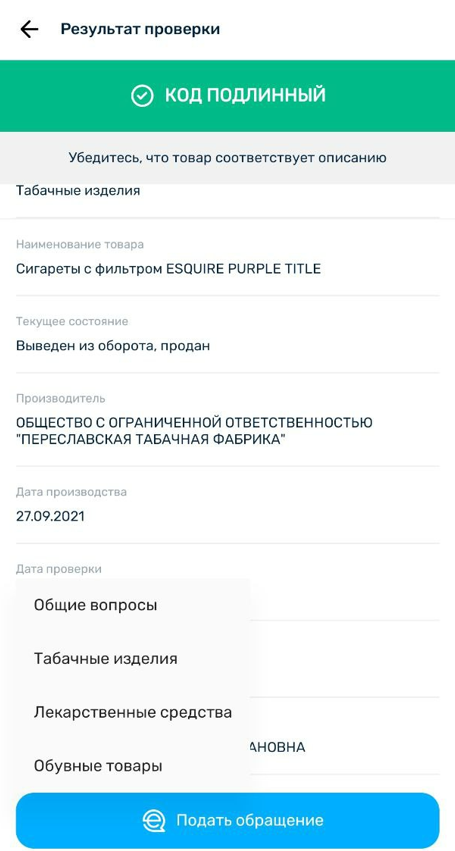 Результат проверки
КОД ПОДЛИННЫЙ
Убедитесь, что товар соответствует описанию
Табачные изделия
Наименование товара
Сигареты с фильтром ESQUIRE PURPLE TITLE
Текущее состояние
Выведен из оборота, продан
Производитель
ОБЩЕСТВО С ОГРАНИЧЕННОЙ ОТВЕТСТВЕННОСТЬЮ
"ПЕРЕСЛАВСКАЯ ТАБАЧНАЯ ФАБРИКА"
Дата производства
27.09.2021
Дата проверки
Общие вопросы
Табачные изделия
Лекарственные средства
АНОВНА
Обувные товары
Подать обращение